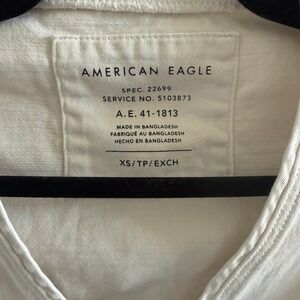 AMERICAN EAGLE
SPEC. 22699
SERVICE NO. 5103873
A.E. 41-1813
MADE IN BANGLADESH
FABRIQUÉ AU BANGLADESH
HECHO EN BANGLADESH
XS/TP/EXCH